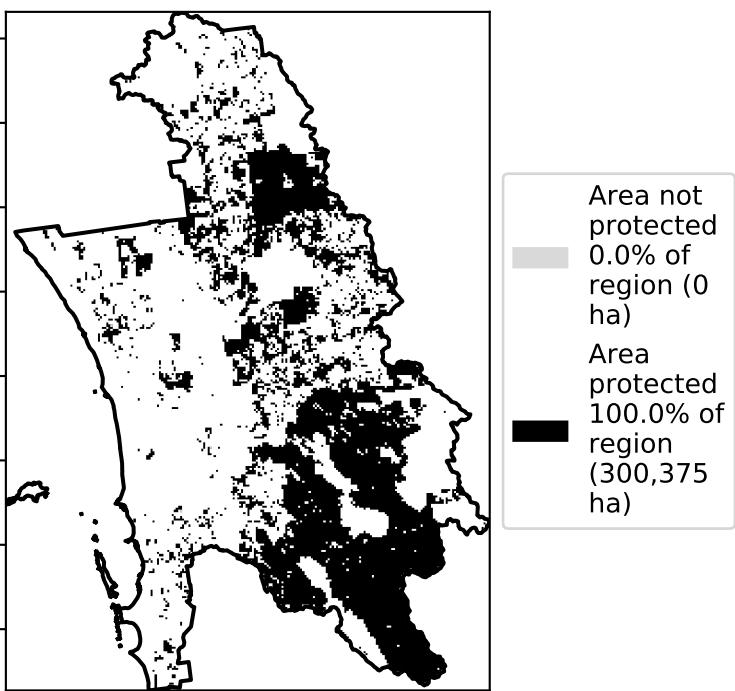 Area not
protected
0.0% of
region (0
ha)
Area
protected
100.0% of
region
(300,375
ha)